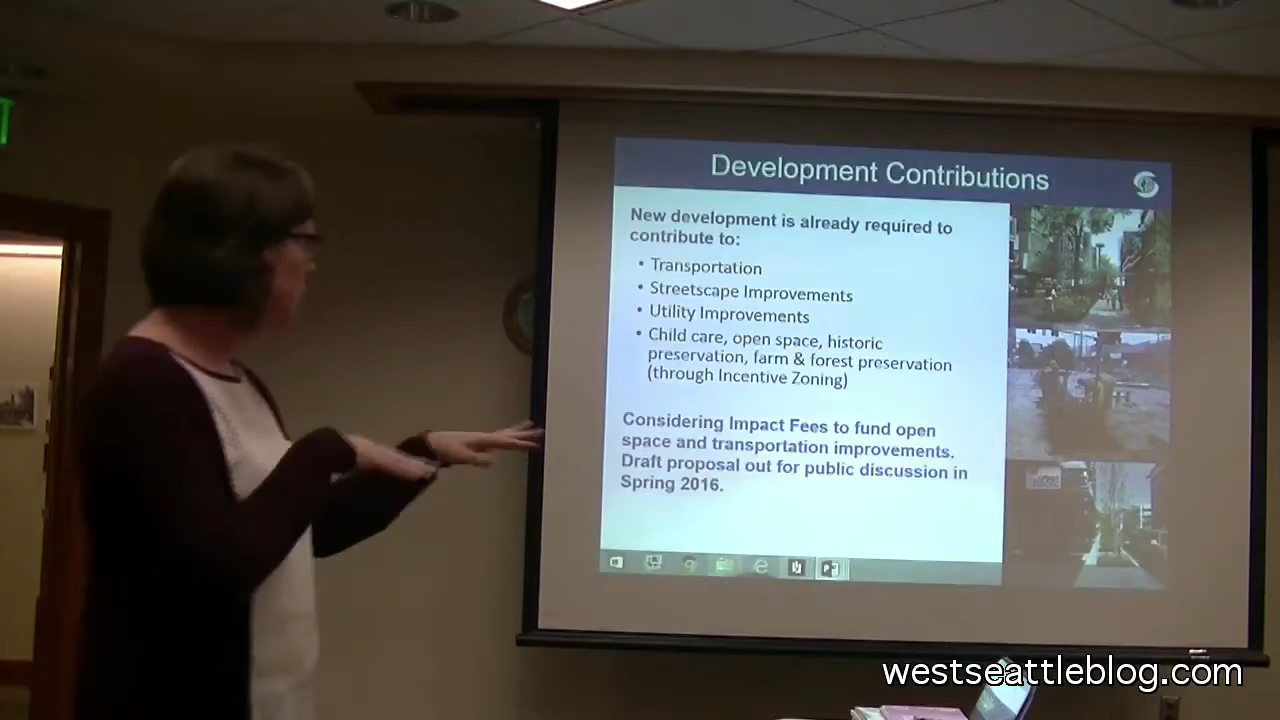 Development Contributions
New development is already required to
contribute to:
• Transportation
• Streetscape Improvements
• Utility Improvements
• Child care, open space, historic
preservation, farm & forest preservation
(through Incentive Zoning)
Considering Impact Fees to fund open
space and transportation improvements.
Draft proposal out for public discussion in
Spring 2016.
westseattleblog.com